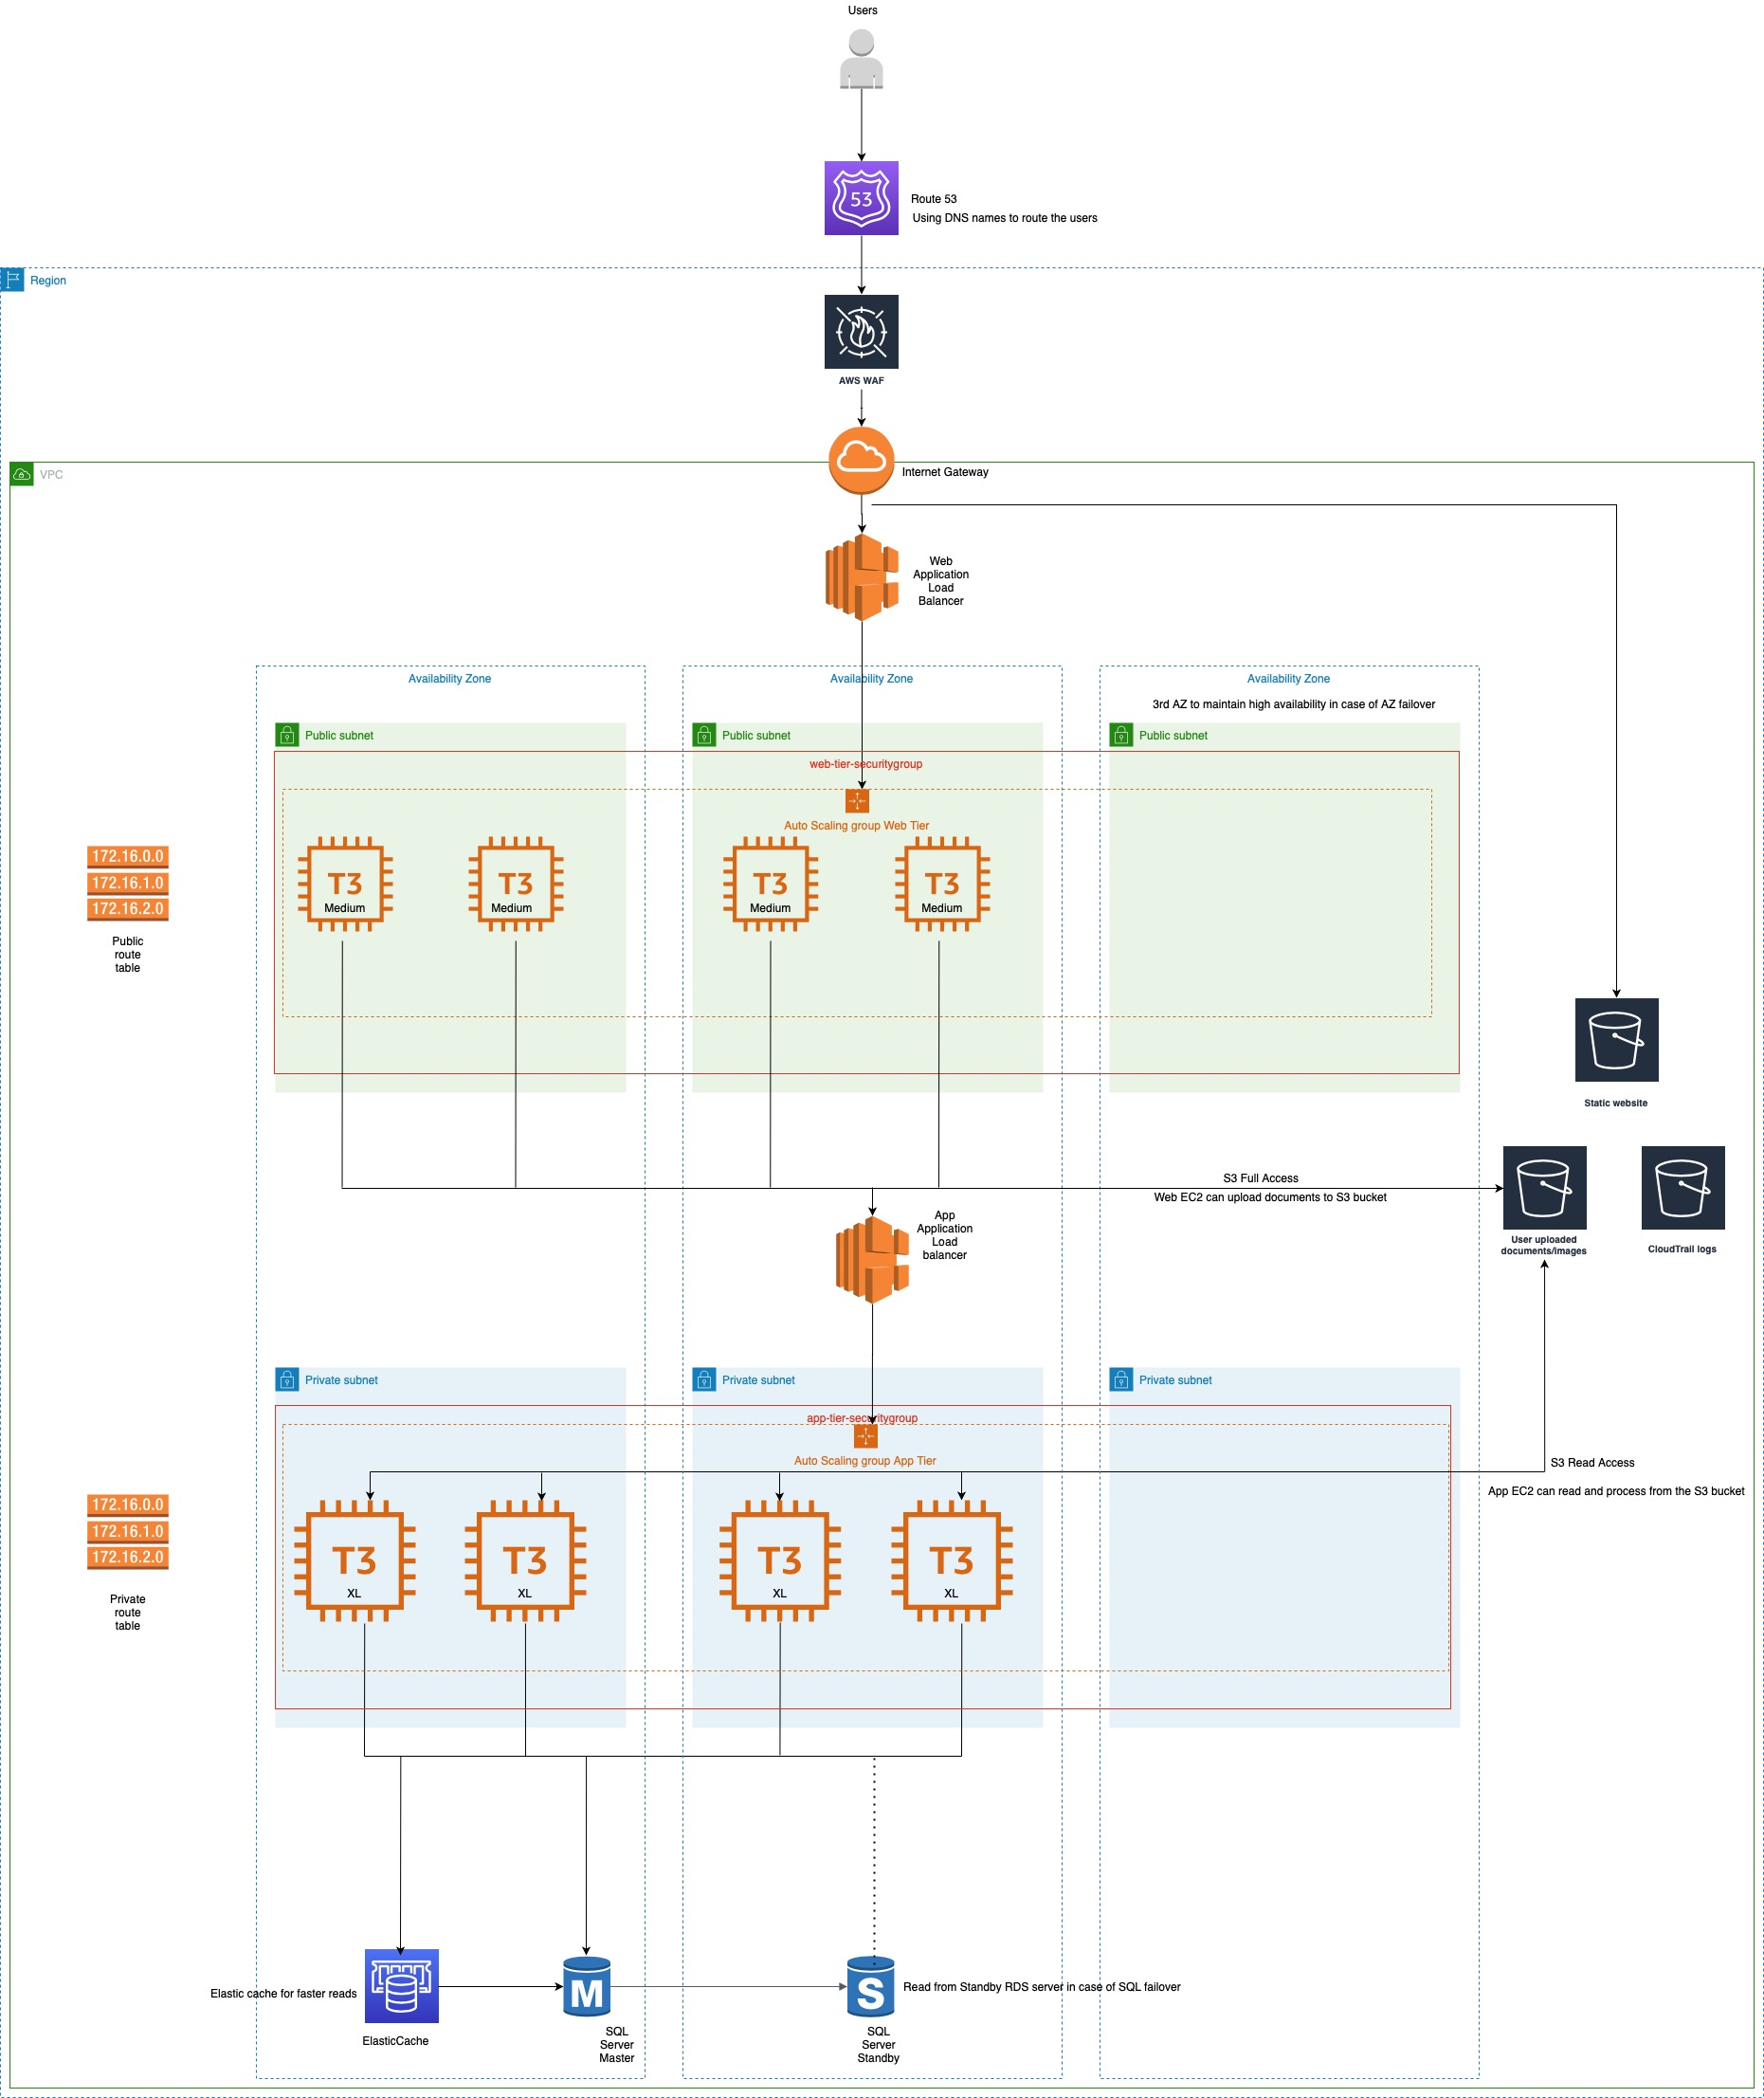 Users
53
Route 53
Using DNS names to route the users
Region
AWS WAF
VPC
Internet Gateway
Web
Application
Load
Balancer
Availability Zone
Availability Zone
Availability Zone
3rd AZ to maintain high availability in case of AZ failover
Public subnet
Public subnet
Public subnet
web-tier-securitygroup
Auto Scaling group Web Tier
T3
Medium
T3
Medium
T3
Medium
T3
Medium
172.16.0.0
172.16.1.0
172.16.2.0
Public
route
table
Static website
S3 Full Access
Web EC2 can upload documents to S3 bucket
User uploaded
documents/images
CloudTrail logs
App
Application
Load
balancer
Private subnet
Private subnet
Private subnet
app-tier-securitygroup
Auto Scaling group App Tier
S3 Read Access
App EC2 can read and process from the S3 bucket
172.16.0.0
172.16.1.0
172.16.2.0
Private
route
table
T3
XL
T3
XL
T3
XL
T3
XL
Elastic cache for faster reads
ElasticCache
M
SQL
Server
Master
S
Read from Standby RDS server in case of SQL failover
SQL
Server
Standby